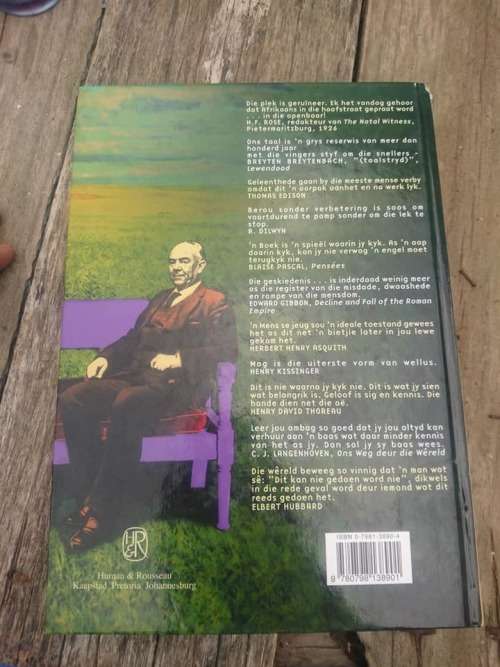 Die plek is geruïneer. Ek het vandag gehoor
dat Afrikaans in die hoofstraat gepraat word
. . . in die openbaar!
H.F. ROSE, redakteur van The Natal Witness,
Pietermaritzburg, 1926
Ons taal is 'n grys reserwis van meer dan
honderd jaar
met die vingers styf om die snellers -
BREYTEN BREYTENBACH, "(taalstryd)",
Lewendood
Geleenthede gaan by die meeste mense verby
omdat dit 'n oorpak aanhet en na werk lyk.
THOMAS EDISON
Berou sonder verbetering is soos om
voortdurend te pomp sonder om die lek te
stop.
R. DILWYN
'n Boek is 'n spieël waarin jy kyk. As 'n aap
daarin kyk, kan jy nie verwag 'n engel moet
terugkyk nie.
BLAISE PASCAL, Pensées
Die geskiedenis . . . is inderdaad weinig meer
as die register van die misdade, dwaashede
en rampe van die mensdom.
EDWARD GIBBON, Decline and Fall of the Roman
Empire
'n Mens se jeug sou 'n ideale toestand gewees
het as dit net 'n bietjie later in jou lewe
gekom het.
HERBERT HENRY ASQUITH
Mag is die uiterste vorm van wellus.
HENRY KISSINGER
Dit is nie waarna jy kyk nie. Dit is wat jy sien
wat belangrik is. Geloof is sig en kennis. Die
hande dien net die oë.
HENRY DAVID THOREAU
Leer jou ambag so goed dat jy jou altyd kan
verhuur aan 'n baas wat daar minder kennis
van het as jy. Dan sal jy sy baas wees.
C. J. LANGENHOVEN, Ons Weg deur die Wêreld
Die wêreld beweeg so vinnig dat 'n man wat
sê: "Dit kan nie gedoen word nie", dikwels
in die rede geval word deur iemand wat dit
reeds gedoen het.
ELBERT HUBBARD
H&R
Human & Rousseau
Kaapstad Pretoria Johannesburg
ISBN 0-7981-3890-4
9 780798 138901